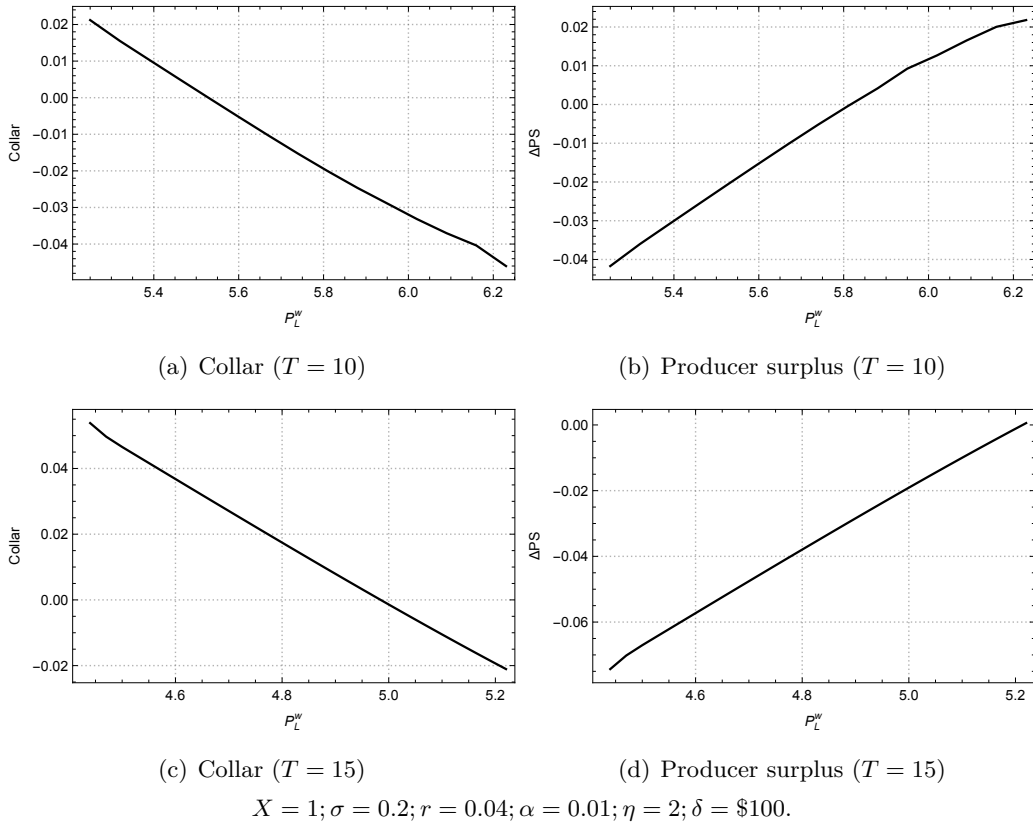 0.02
0.01
0.00
−0.01
−0.02
−0.03
−0.04
Collar
5.4 5.6 5.8 6.0 6.2
P_L^w
0.02
0.01
0.00
−0.01
−0.02
−0.03
−0.04
ΔPS
5.4 5.6 5.8 6.0 6.2
P_L^w
(a) Collar (T = 10)
(b) Producer surplus (T = 10)
0.04
0.02
0.00
−0.02
Collar
4.6 4.8 5.0 5.2
P_L^w
0.00
−0.02
−0.04
−0.06
ΔPS
4.6 4.8 5.0 5.2
P_L^w
(c) Collar (T = 15)
(d) Producer surplus (T = 15)
X = 1; σ = 0.2; r = 0.04; α = 0.01; η = 2; δ = $100.